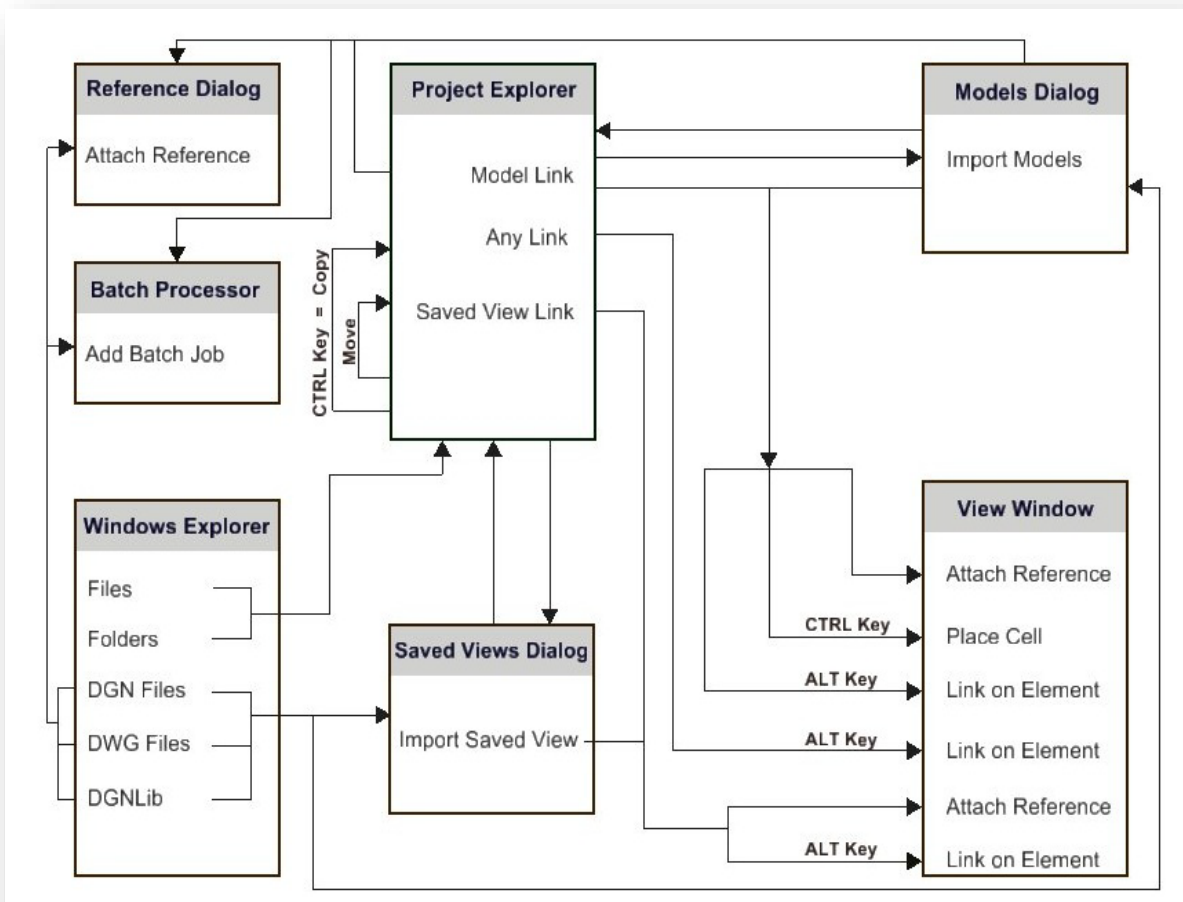 Reference Dialog
Attach Reference
Batch Processor
Add Batch Job
Project Explorer
Model Link
Any Link
Saved View Link
CTRL Key = Copy
Move
Models Dialog
Import Models
Windows Explorer
Files
Folders
DGN Files
DWG Files
DGNLib
Saved Views Dialog
Import Saved View
View Window
Attach Reference
CTRL Key
Place Cell
ALT Key
Link on Element
ALT Key
Link on Element
Attach Reference
ALT Key
Link on Element